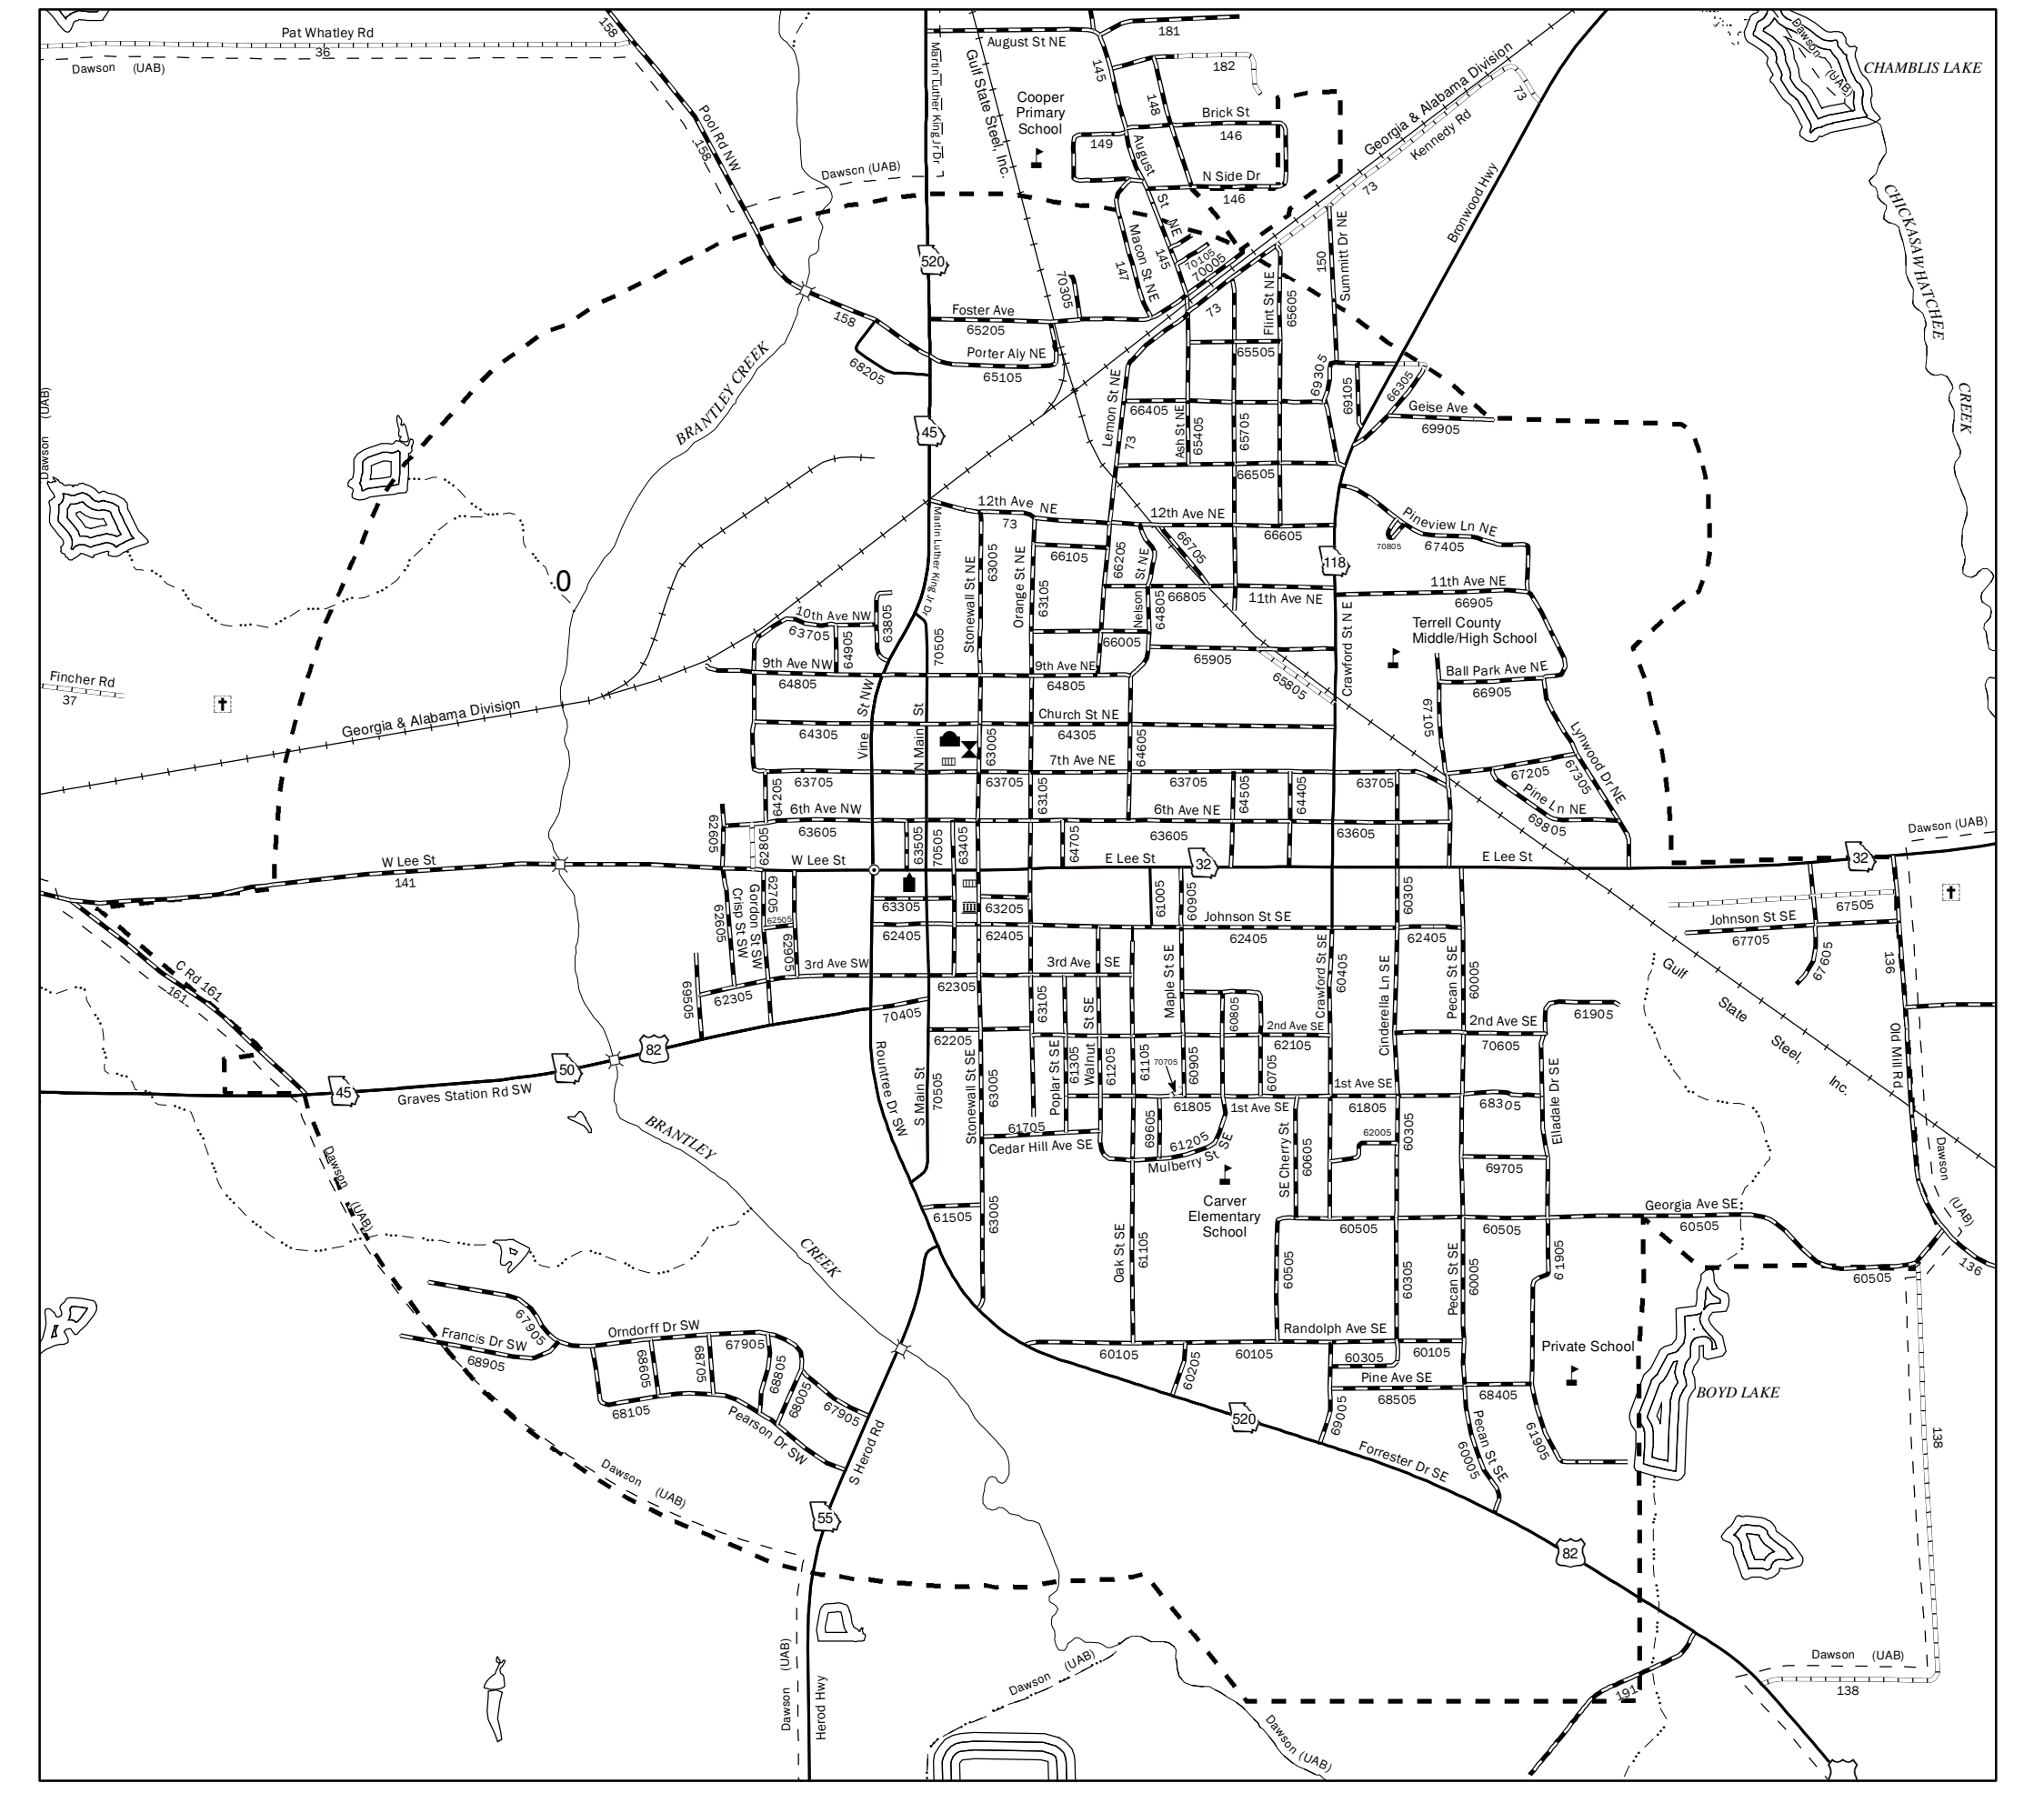 Pat Whatley Rd
36
Dawson (UAB)
158
Pool Rd NW
158
Dawson (UAB)
Martin Luther King Jr Dr
Gulf State Steel, Inc.
August St NE
181
145
182
148
Cooper
Primary
School
Brick St
146
149
August St NE
N Side Dr
146
Georgia & Alabama Division
Kennedy Rd
73
73
Bronwood Hwy
Dawson (UAB)
CHAMBLIS LAKE
CHICKASAWHATCHEE
CREEK
520
Macon St NE
147
145
70105
70005
70305
73
Flint St NE
65605
150
Summitt Dr NE
Foster Ave
65205
Porter Aly NE
65105
158
68205
BRANTLEY CREEK
45
Lemon St NE
73
66405
Ash St NE
65405
65505
65705
69305
69105
66305
Geise Ave
69905
66505
Dawson (UAB)
12th Ave NE
73
12th Ave NE
66605
66705
Pineview Ln NE
70805
67405
118
Martin Luther King Jr Dr
Stonewall St NE
63005
Orange St NE
63105
66105
66205
Nelson St NE
64805
66805
11th Ave NE
11th Ave NE
66905
0
10th Ave NW
63705
64905
63805
70505
66005
65905
65805
Crawford St NE
Terrell County
Middle/High School
Ball Park Ave NE
66905
9th Ave NW
64805
9th Ave NE
64805
Fincher Rd
37
Georgia & Alabama Division
Vine St NW
N Main St
64305
Church St NE
64305
63005
64605
67105
Lynwood Dr NE
7th Ave NE
63705
63705
63705
63705
64205
63105
64505
64405
67205
67305
Pine Ln NE
69805
6th Ave NW
63605
6th Ave NE
63605
63605
62605
62805
63505
70505
63405
64705
W Lee St
141
W Lee St
E Lee St
32
E Lee St
32
Dawson (UAB)
62605
Crisp St SW
Gordon St SW
62705
62505
62905
63305
63205
61005
60905
60305
Johnson St SE
62405
62405
62405
62405
67505
Johnson St SE
67705
67605
136
C Rd 161
161
3rd Ave SW
3rd Ave SE
62305
62305
69505
70405
Maple St SE
Crawford St SE
60405
Cinderella Ln SE
Pecan St SE
60005
Gulf
State
Steel,
Inc.
Old Mill Rd
61905
60805
63105
St SE
2nd Ave SE
62105
2nd Ave SE
70605
62205
82
50
45
Graves Station Rd SW
Rountree Dr SW
S Main St
70505
Stonewall St SE
63005
Poplar St SE
61305
Walnut
61205
61105
70705
60905
60705
1st Ave SE
61805
1st Ave SE
61805
68305
Elladale Dr SE
61705
Cedar Hill Ave SE
69605
61205
Mulberry St SE
SE Cherry St
60605
62005
60305
69705
BRANTLEY
CREEK
Dawson (UAB)
Dawson (UAB)
Carver
Elementary
School
61505
63005
Oak St SE
61105
60505
60505
60505
Georgia Ave SE
60505
60505
136
60305
Pecan St SE
60005
61905
67905
Francis Dr SW
68905
Orndorff Dr SW
67905
68605
68705
68805
68005
67905
68105
Pearson Dr SW
S Herod Rd
Randolph Ave SE
60105
60105
60105
60205
60305
Pine Ave SE
68505
68405
Private School
BOYD LAKE
69005
520
Forrester Dr SE
60005
Pecan St SE
61905
138
Dawson (UAB)
55
82
Dawson (UAB)
Herod Hwy
Dawson (UAB)
Dawson (UAB)
191
Dawson (UAB)
138